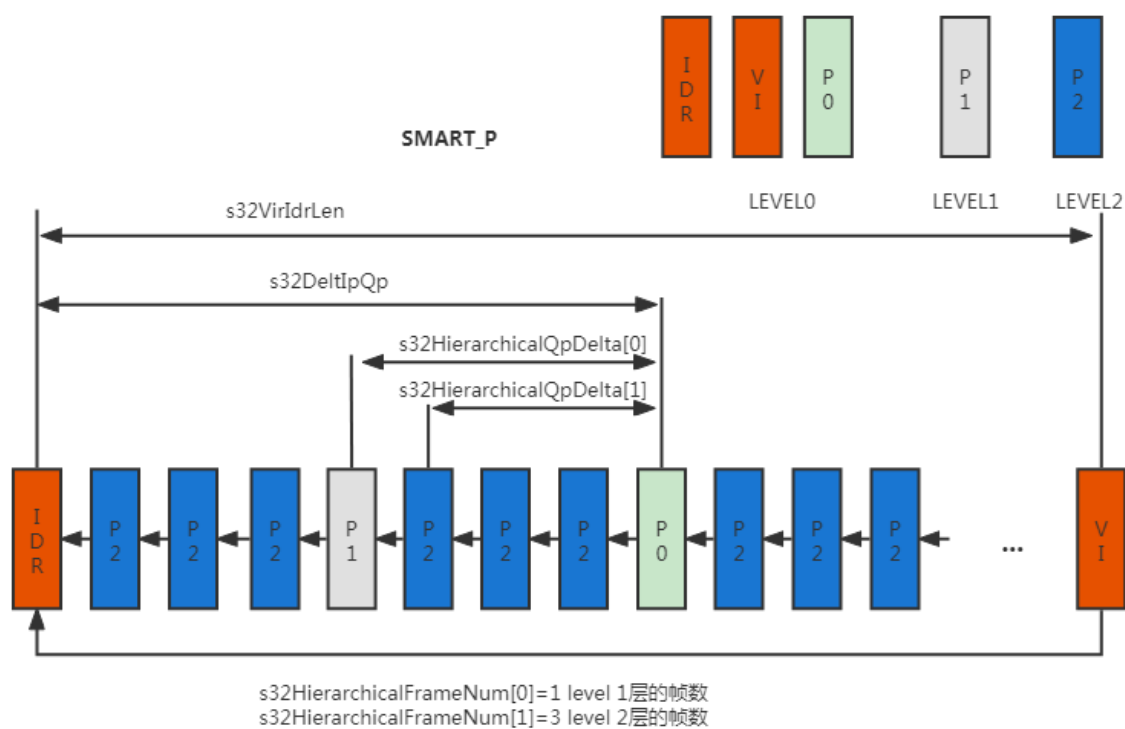 IDR
VI
P0
P1
P2
SMART_P
LEVEL0
LEVEL1
LEVEL2
s32VirIdrLen
s32DeltIpQp
s32HierarchicalQpDelta[0]
s32HierarchicalQpDelta[1]
IDR
P2
P2
P2
P1
P2
P2
P2
P0
P2
P2
P2
...
VI
s32HierarchicalFrameNum[0]=1 level 1层的帧数
s32HierarchicalFrameNum[1]=3 level 2层的帧数